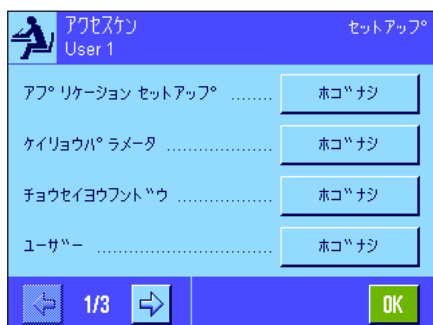 アクセスケン セットアップ
User 1
アプリケーション セットアップ ........ ホゴナシ
ケイリョウパラメータ .................. ホゴナシ
チョウセイヨウフンドウ ................. ホゴナシ
ユーザー .............................. ホゴナシ
1/3 OK